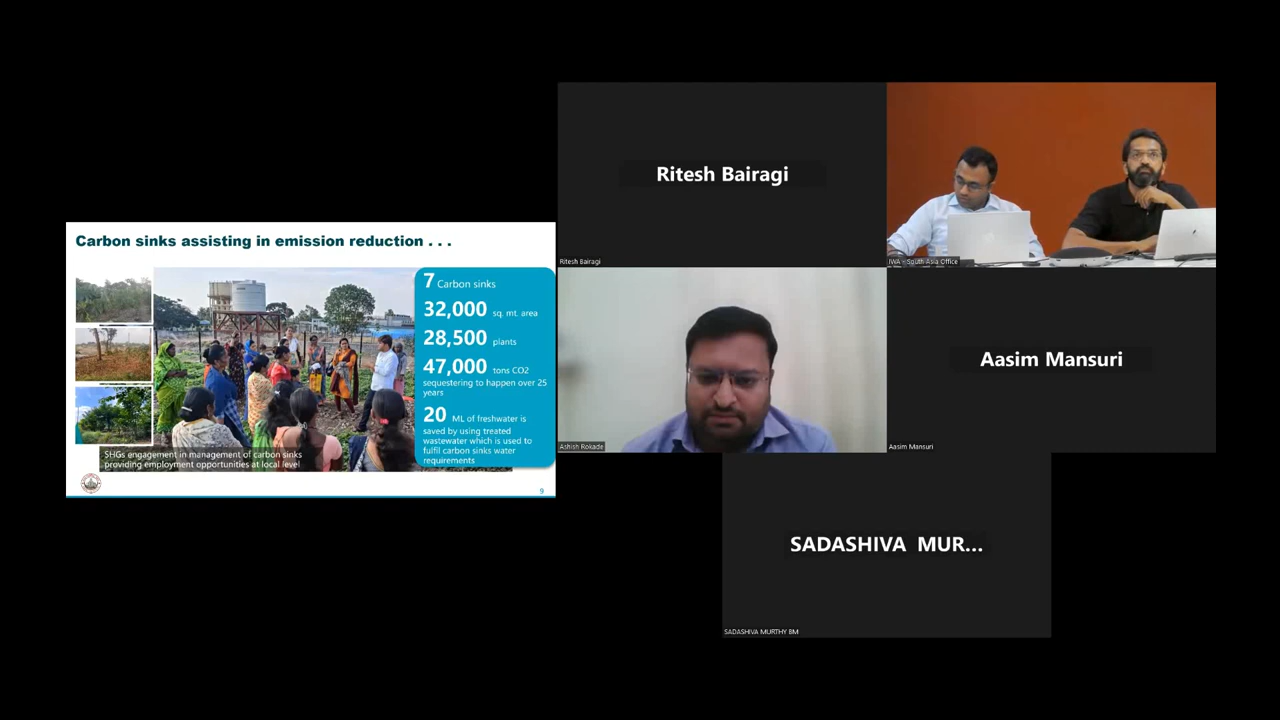 Carbon sinks assisting in emission reduction . . .
7 Carbon sinks
32,000 sq. mt. area
28,500 plants
47,000 tons CO2
sequestering to happen over 25
years
20 ML of freshwater is
saved by using treated
wastewater which is used to
fulfil carbon sinks water
requirements
SHGs engagement in management of carbon sinks
providing employment opportunities at local level
9
Ritesh Bairagi
Ritesh Bairagi
IWA - South Asia Office
Ashish Rokade
Aasim Mansuri
Aasim Mansuri
SADASHIVA MUR...
SADASHIVA MURTHY BM